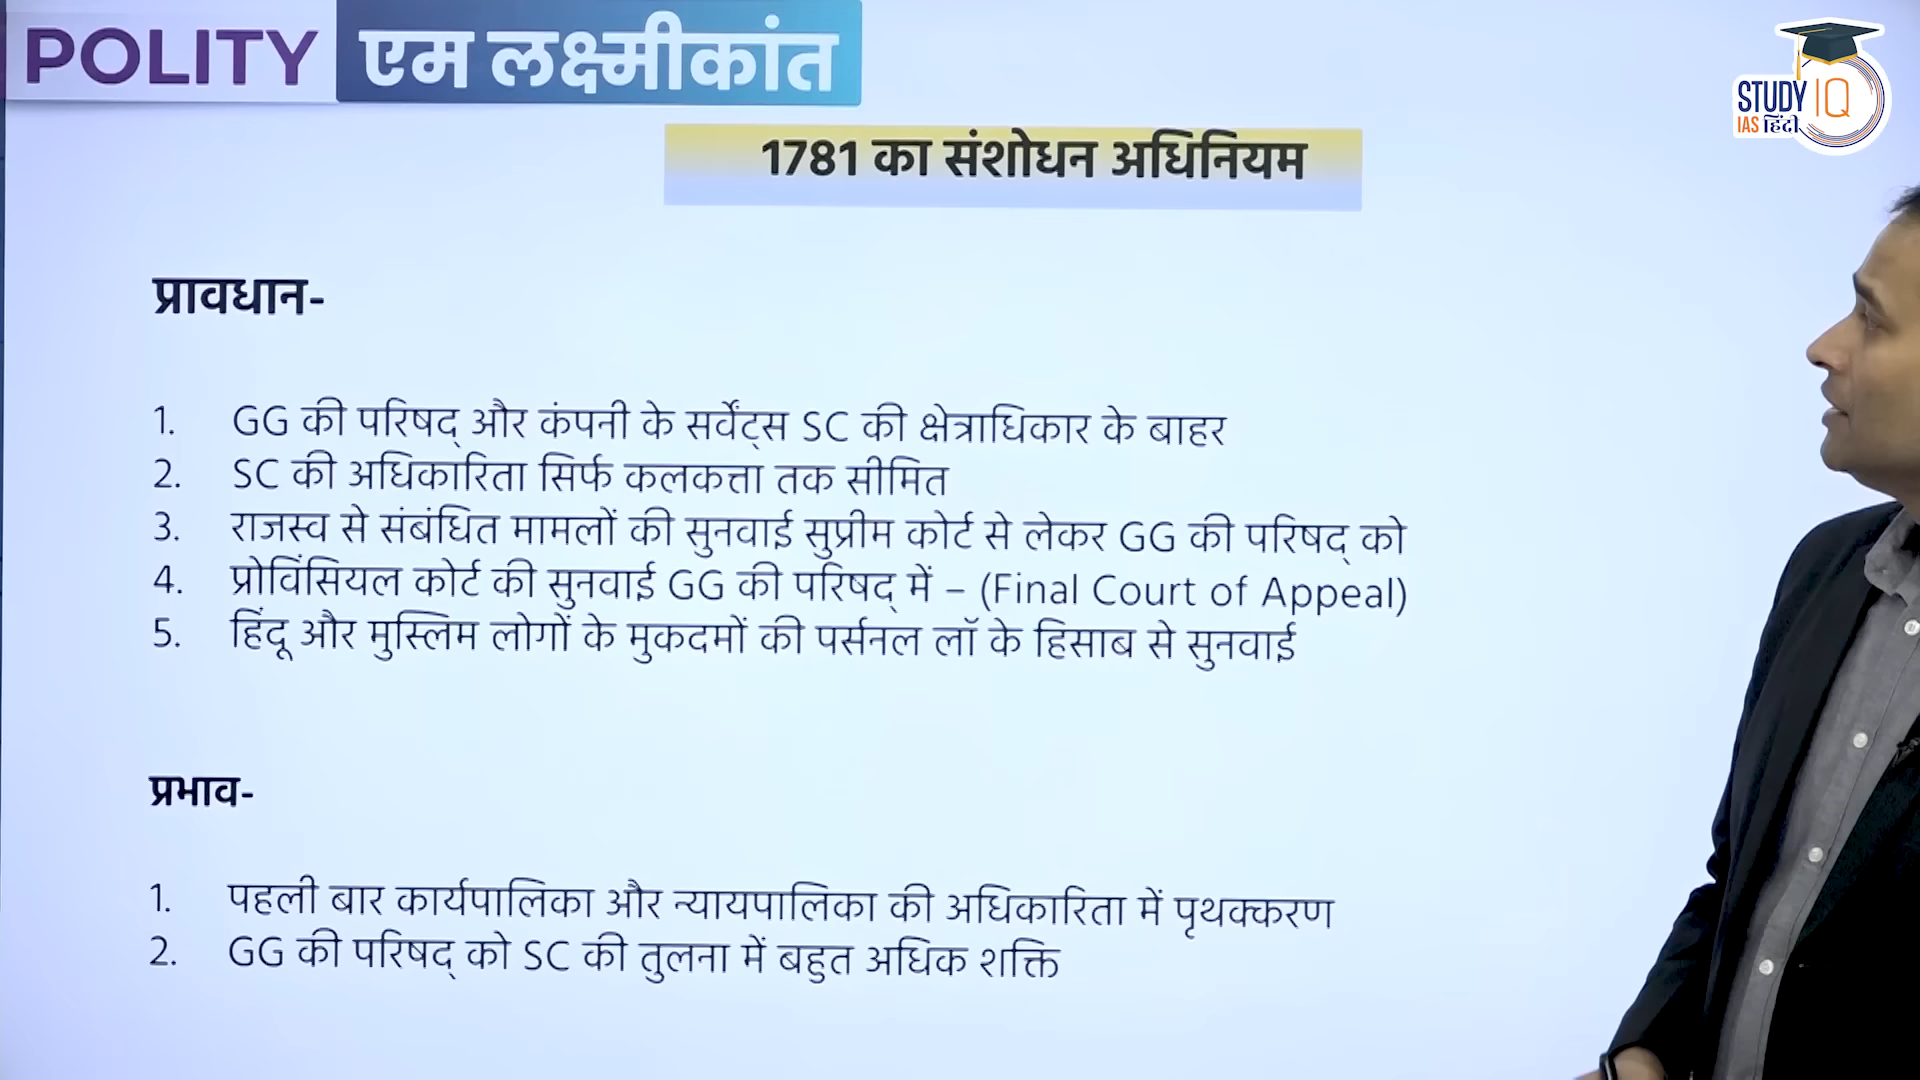 POLITY एम लक्ष्मीकांत
STUDY IQ
IAS हिंदी
1781 का संशोधन अधिनियम
प्रावधान-
1. GG की परिषद् और कंपनी के सर्वेंट्स SC की क्षेत्राधिकार के बाहर
2. SC की अधिकारिता सिर्फ कलकत्ता तक सीमित
3. राजस्व से संबंधित मामलों की सुनवाई सुप्रीम कोर्ट से लेकर GG की परिषद् को
4. प्रोविंसियल कोर्ट की सुनवाई GG की परिषद् में – (Final Court of Appeal)
5. हिंदू और मुस्लिम लोगों के मुकदमों की पर्सनल लॉ के हिसाब से सुनवाई
प्रभाव-
1. पहली बार कार्यपालिका और न्यायपालिका की अधिकारिता में पृथक्करण
2. GG की परिषद् को SC की तुलना में बहुत अधिक शक्ति